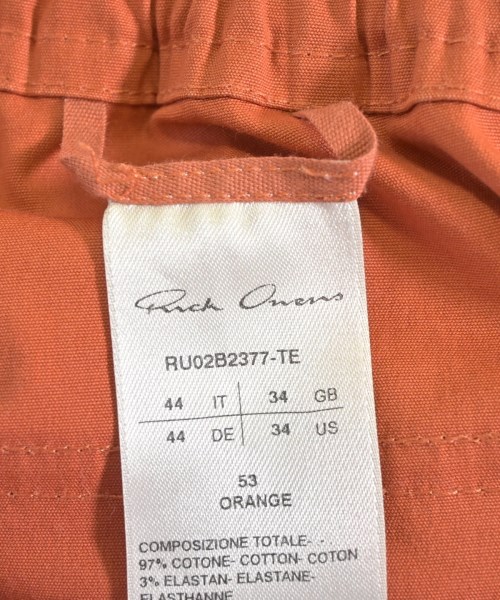 Rick Owens
RU02B2377-TE
44 IT 34 GB
44 DE 34 US
53
ORANGE
COMPOSIZIONE TOTALE- -
97% COTONE- COTTON- COTON
3% ELASTAN- ELASTANE-
ELASTHANNE